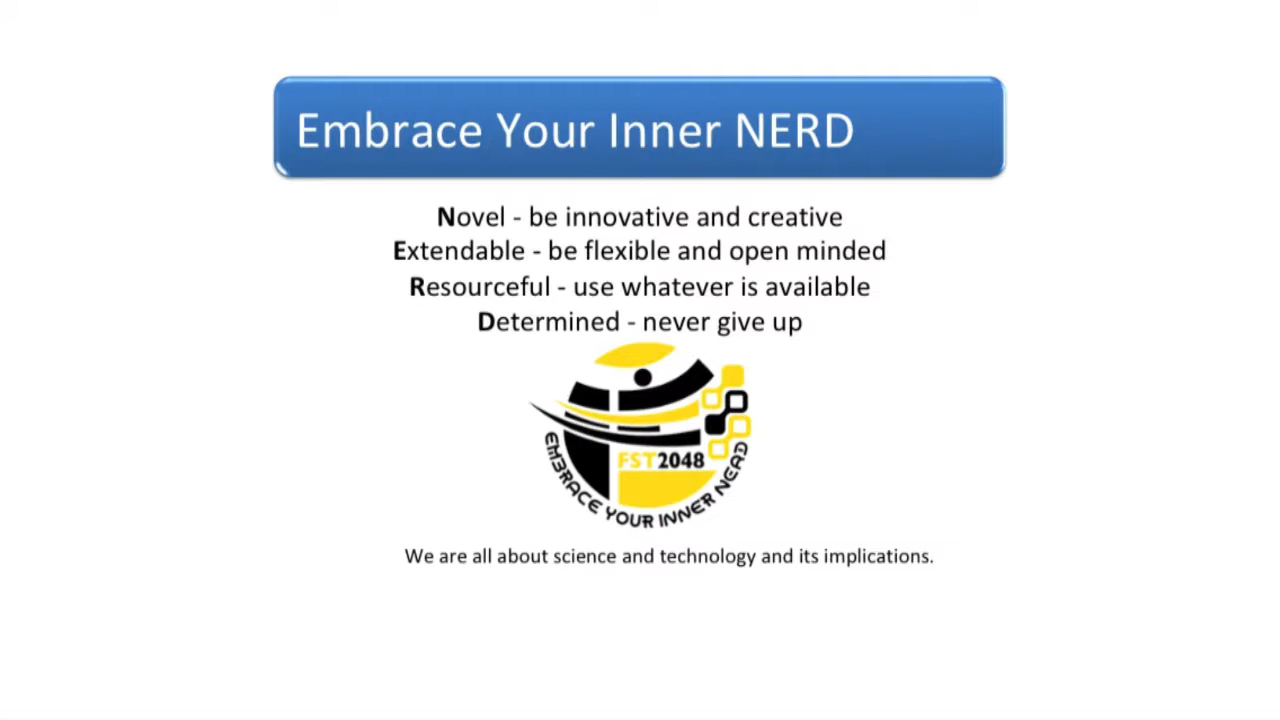 Embrace Your Inner NERD
Novel - be innovative and creative
Extendable - be flexible and open minded
Resourceful - use whatever is available
Determined - never give up
FST2048
EMBRACE YOUR INNER NERD
We are all about science and technology and its implications.